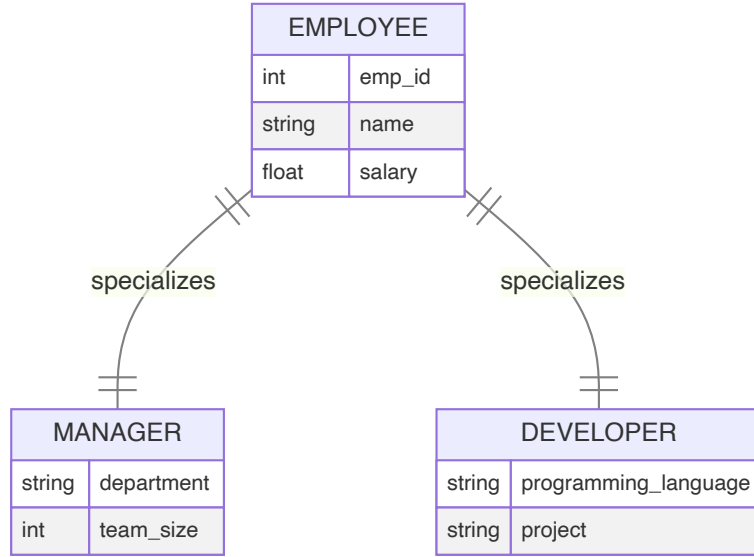 EMPLOYEE
int emp_id
string name
float salary
specializes specializes
MANAGER
string department
int team_size
DEVELOPER
string programming_language
string project